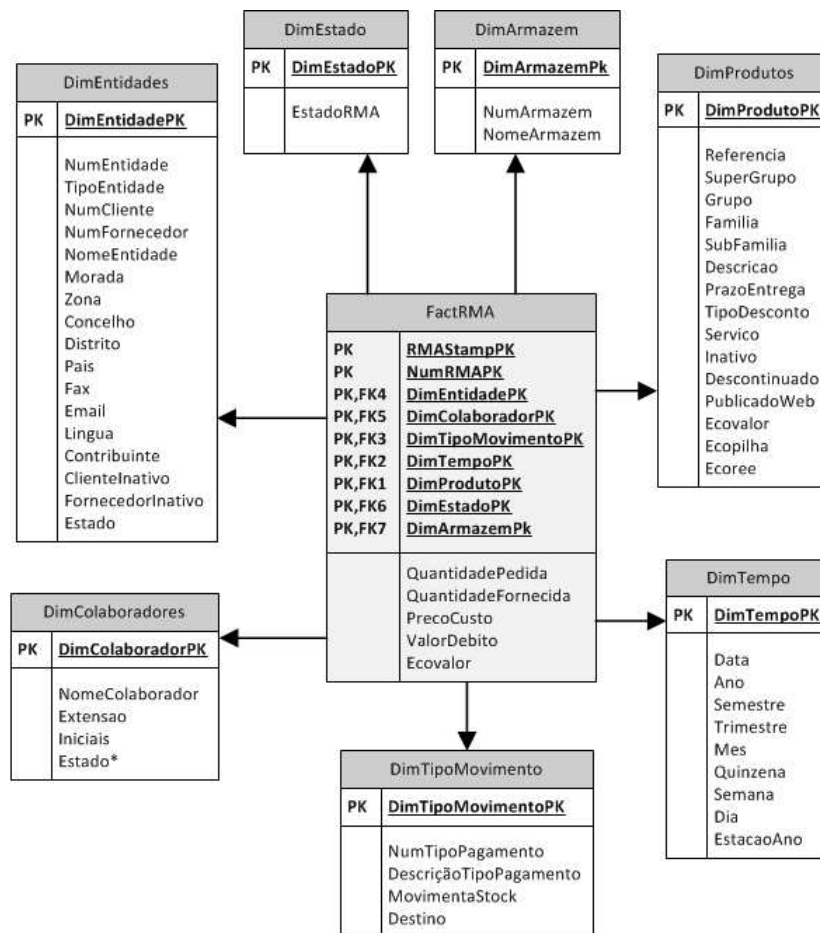 DimEstado
PK DimEstadoPK
EstadoRMA
DimArmazem
PK DimArmazemPk
NumArmazem
NomeArmazem
DimEntidades
PK DimEntidadePK
NumEntidade
TipoEntidade
NumCliente
NumFornecedor
NomeEntidade
Morada
Zona
Concelho
Distrito
Pais
Fax
Email
Lingua
Contribuinte
ClienteInativo
FornecedorInativo
Estado
DimProdutos
PK DimProdutoPK
Referencia
SuperGrupo
Grupo
Familia
SubFamilia
Descricao
PrazoEntrega
TipoDesconto
Servico
Inativo
Descontinuado
PublicadoWeb
Ecovalor
Ecopilha
Ecoree
FactRMA
PK RMAStampPK
PK NumRMAPK
PK,FK4 DimEntidadePK
PK,FK5 DimColaboradorPK
PK,FK3 DimTipoMovimentoPK
PK,FK2 DimTempoPK
PK,FK1 DimProdutoPK
PK,FK6 DimEstadoPK
PK,FK7 DimArmazemPk
QuantidadePedida
QuantidadeFornecida
PrecoCusto
ValorDebito
Ecovalor
DimColaboradores
PK DimColaboradorPK
NomeColaborador
Extensao
Iniciais
Estado*
DimTempo
PK DimTempoPK
Data
Ano
Semestre
Trimestre
Mes
Quinzena
Semana
Dia
EstacaoAno
DimTipoMovimento
PK DimTipoMovimentoPK
NumTipoPagamento
DescriçãoTipoPagamento
MovimentaStock
Destino